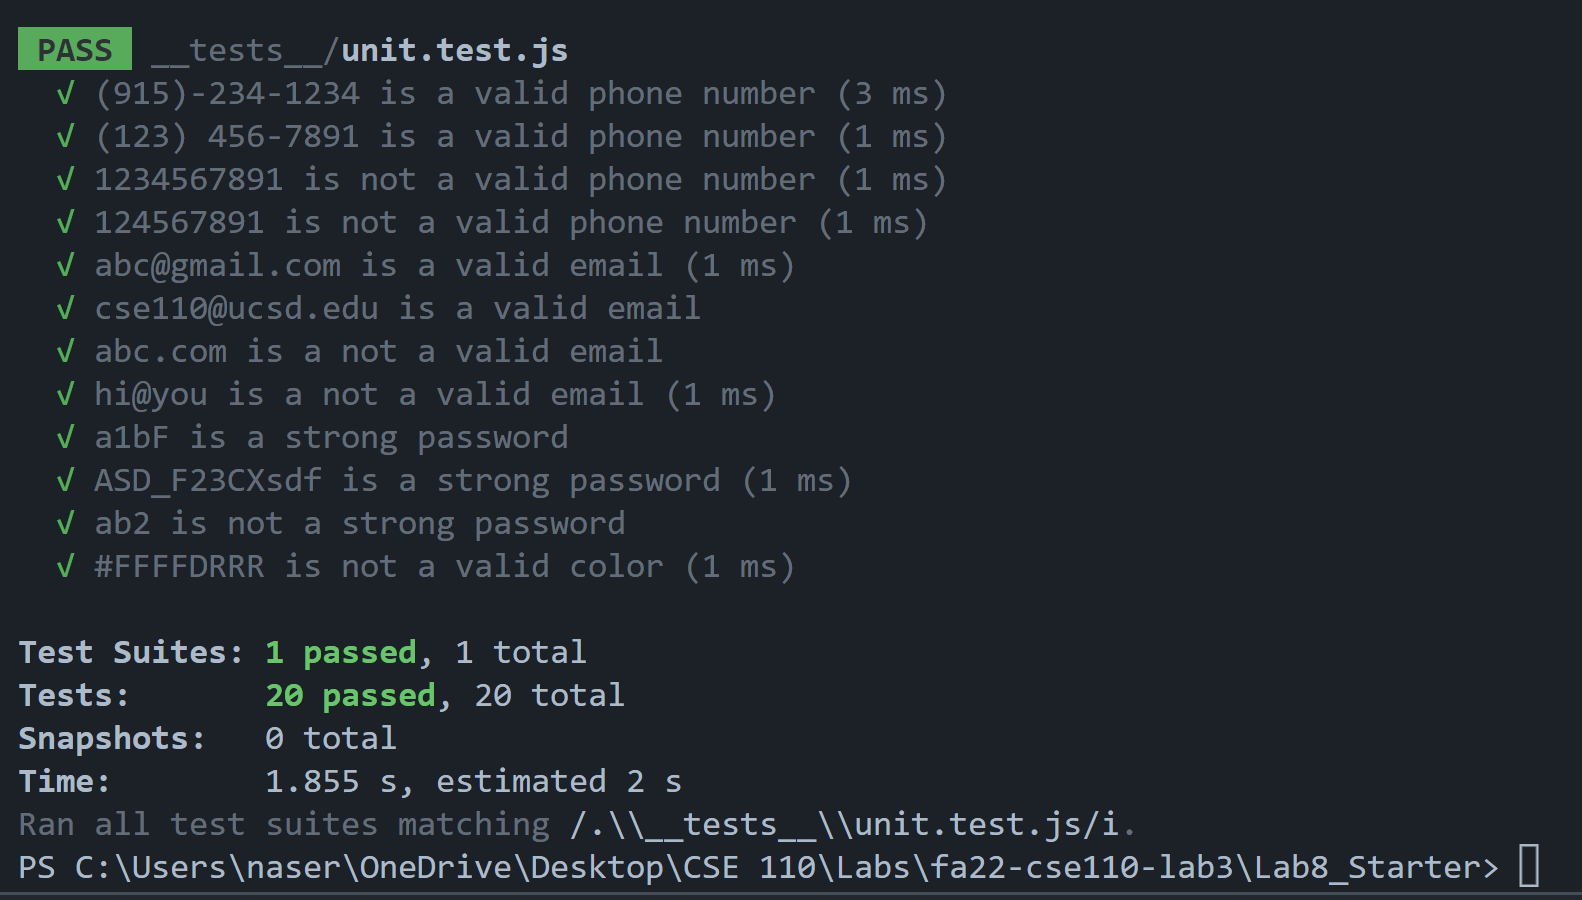 PASS __tests__/unit.test.js
√ (915)-234-1234 is a valid phone number (3 ms)
√ (123) 456-7891 is a valid phone number (1 ms)
√ 1234567891 is not a valid phone number (1 ms)
√ 124567891 is not a valid phone number (1 ms)
√ abc@gmail.com is a valid email (1 ms)
√ cse110@ucsd.edu is a valid email
√ abc.com is a not a valid email
√ hi@you is a not a valid email (1 ms)
√ a1bF is a strong password
√ ASD_F23CXsdf is a strong password (1 ms)
√ ab2 is not a strong password
√ #FFFFDRRR is not a valid color (1 ms)
Test Suites: 1 passed, 1 total
Tests: 20 passed, 20 total
Snapshots: 0 total
Time: 1.855 s, estimated 2 s
Ran all test suites matching /.\\__tests__\\unit.test.js/i.
PS C:\Users\naser\OneDrive\Desktop\CSE 110\Labs\fa22-cse110-lab3\Lab8_Starter>